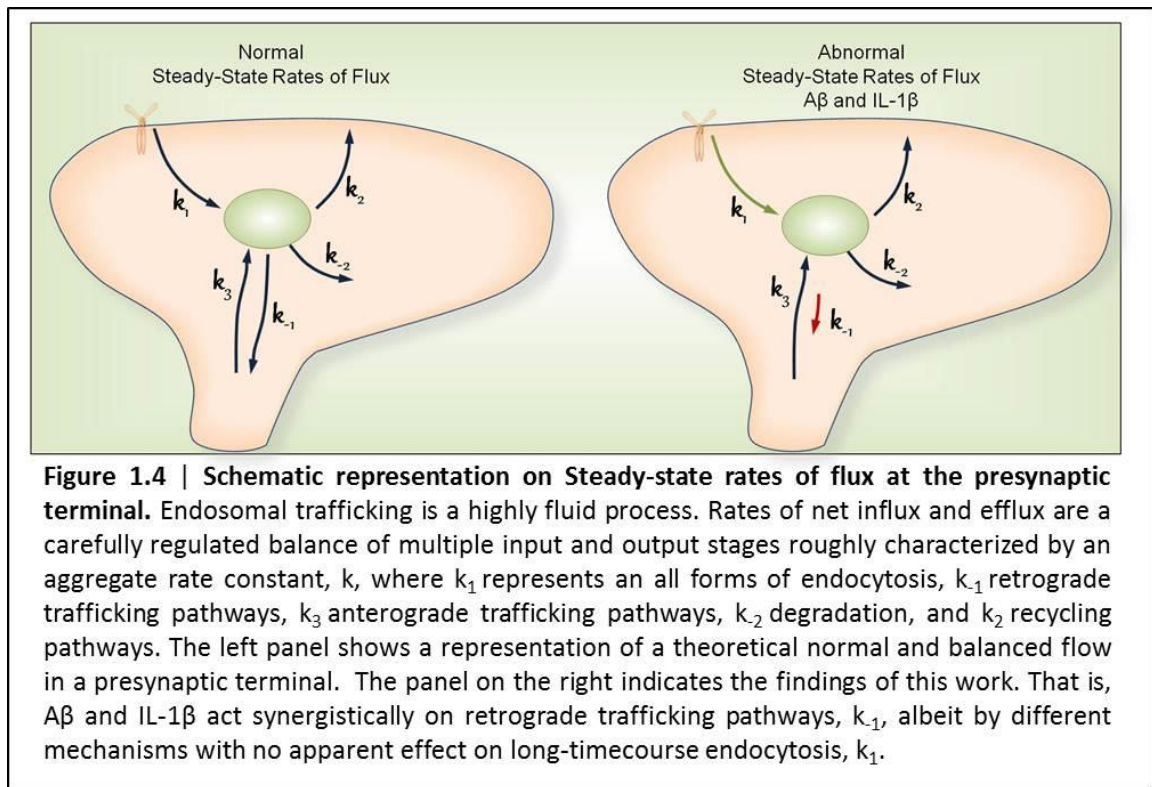 Normal
Steady-State Rates of Flux
Abnormal
Steady-State Rates of Flux
Aβ and IL-1β
k₁
k₂
k₋₂
k₃
k₋₁
k₁
k₂
k₋₂
k₃
k₋₁
Figure 1.4 | Schematic representation on Steady-state rates of flux at the presynaptic
terminal. Endosomal trafficking is a highly fluid process. Rates of net influx and efflux are a
carefully regulated balance of multiple input and output stages roughly characterized by an
aggregate rate constant, k, where k₁ represents an all forms of endocytosis, k₋₁ retrograde
trafficking pathways, k₃ anterograde trafficking pathways, k₋₂ degradation, and k₂ recycling
pathways. The left panel shows a representation of a theoretical normal and balanced flow
in a presynaptic terminal. The panel on the right indicates the findings of this work. That is,
Aβ and IL-1β act synergistically on retrograde trafficking pathways, k₋₁, albeit by different
mechanisms with no apparent effect on long-timecourse endocytosis, k₁.